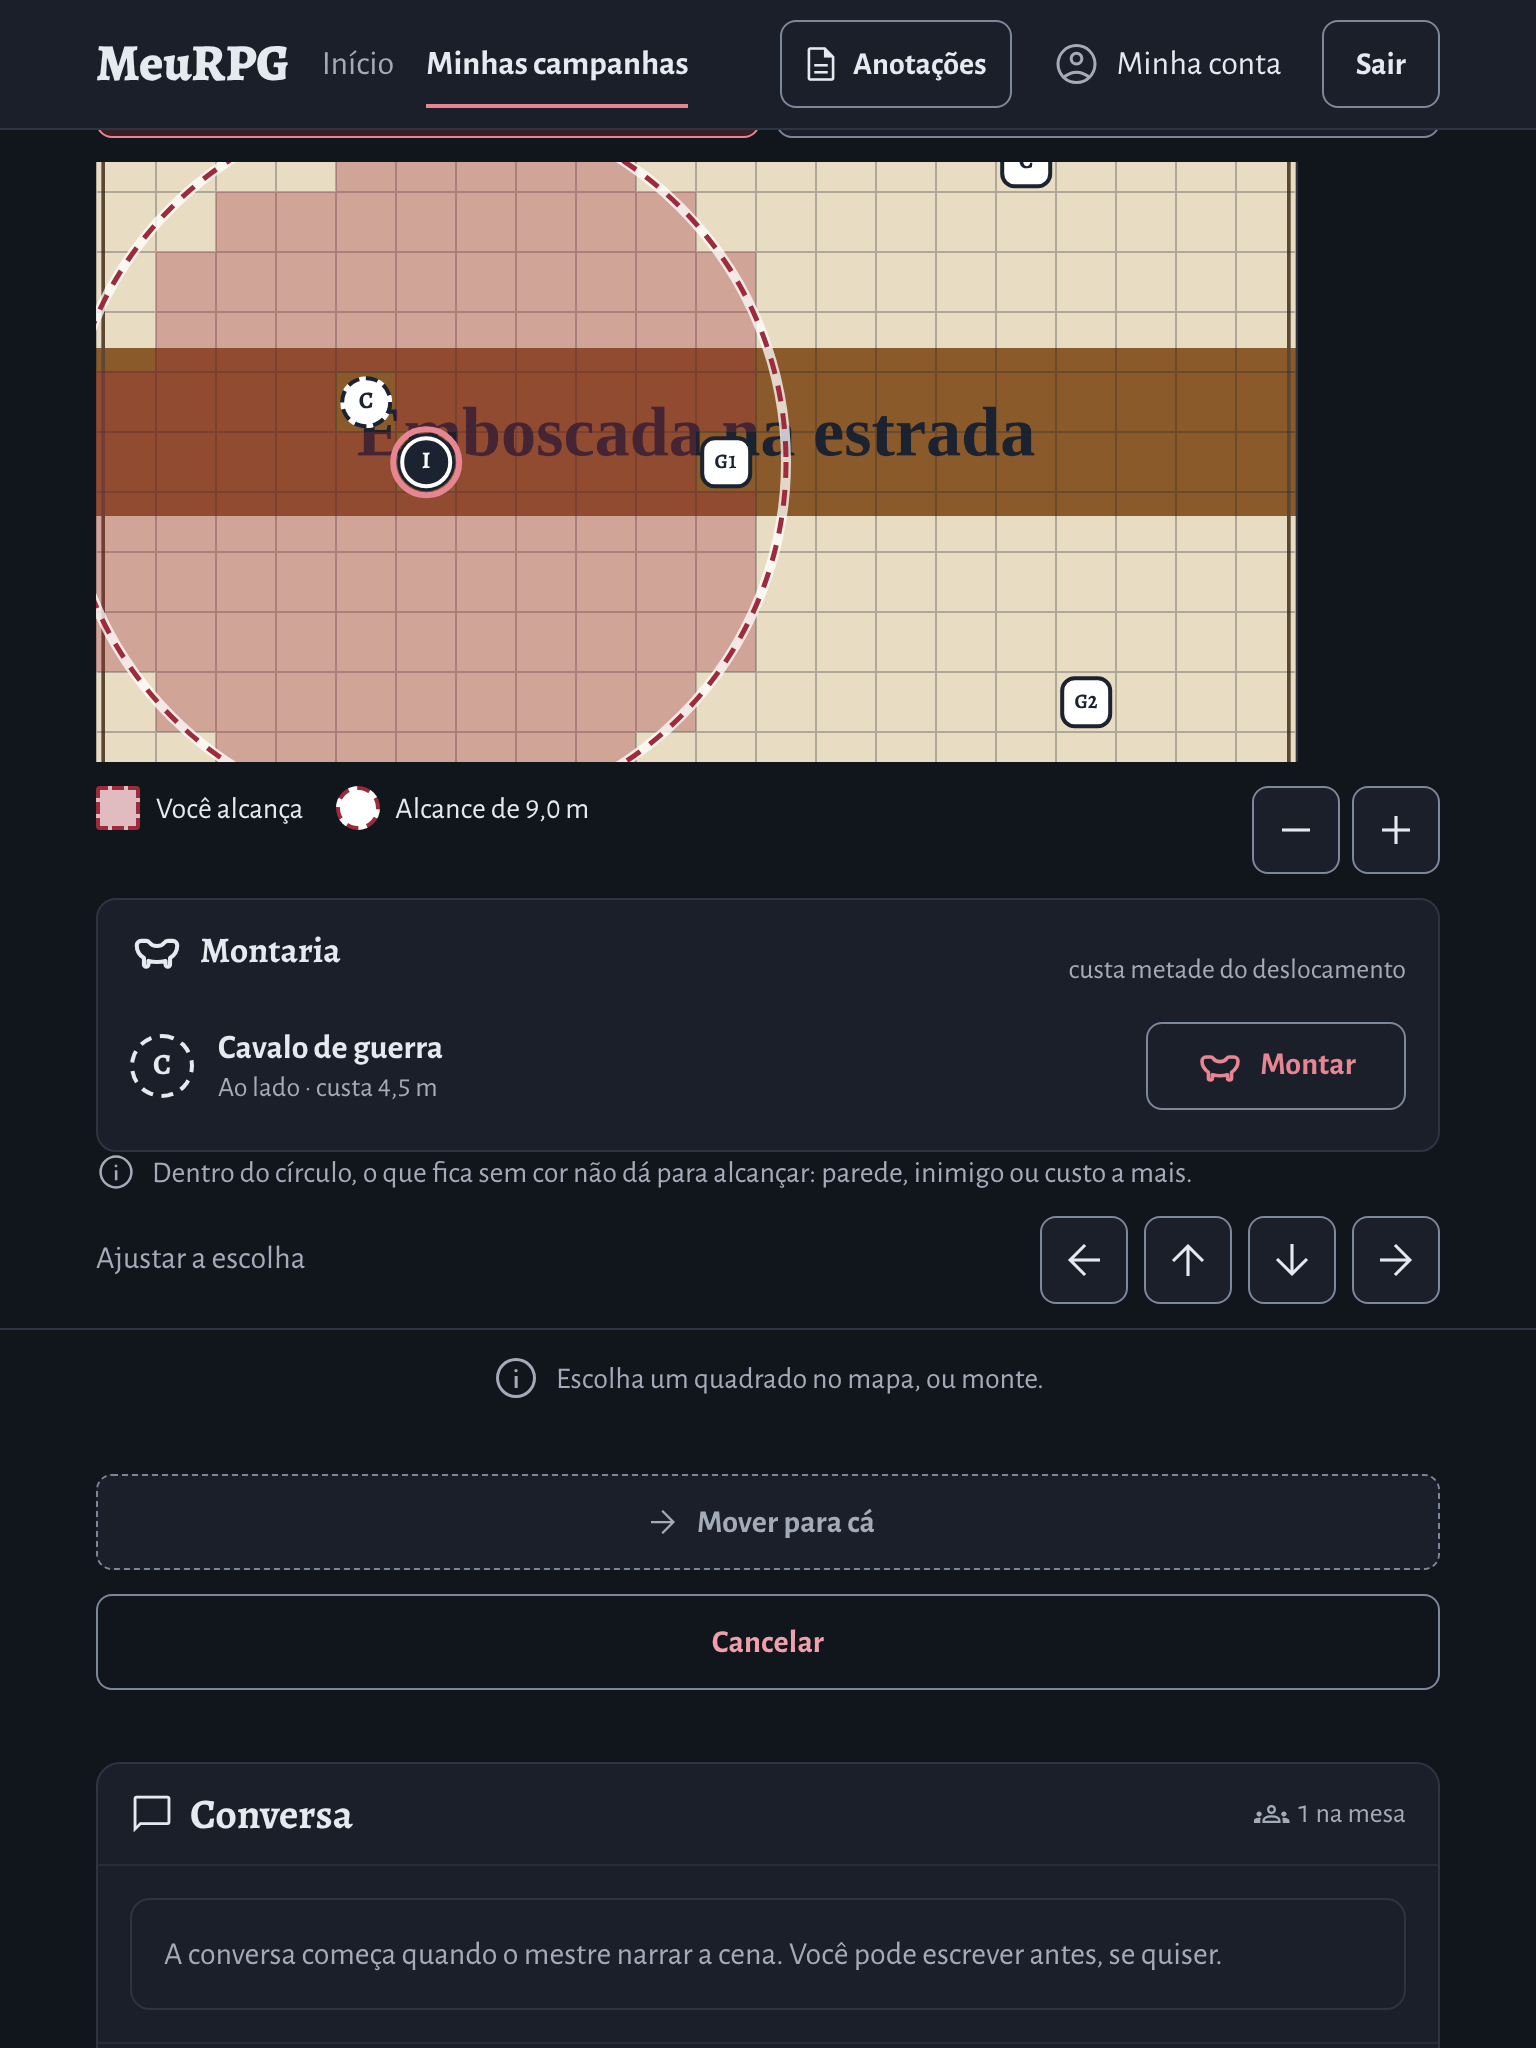 MeuRPG Início Minhas campanhas Anotações Minha conta Sair
C
C
Emboscada na estrada
I
G1
G2
Você alcança Alcance de 9,0 m
Montaria
custa metade do deslocamento
C Cavalo de guerra
Ao lado · custa 4,5 m
Montar
Dentro do círculo, o que fica sem cor não dá para alcançar: parede, inimigo ou custo a mais.
Ajustar a escolha
Escolha um quadrado no mapa, ou monte.
Mover para cá
Cancelar
Conversa 1 na mesa
A conversa começa quando o mestre narrar a cena. Você pode escrever antes, se quiser.